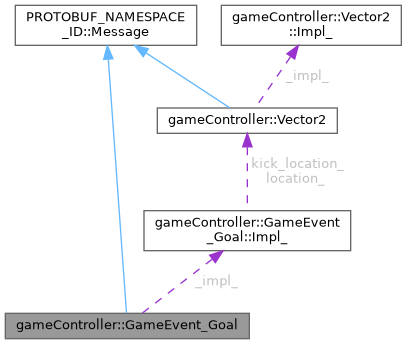 PROTOBUF_NAMESPACE
_ID::Message
gameController::Vector2
::Impl_
_impl_
gameController::Vector2
kick_location_
location_
gameController::GameEvent
_Goal::Impl_
_impl_
gameController::GameEvent_Goal